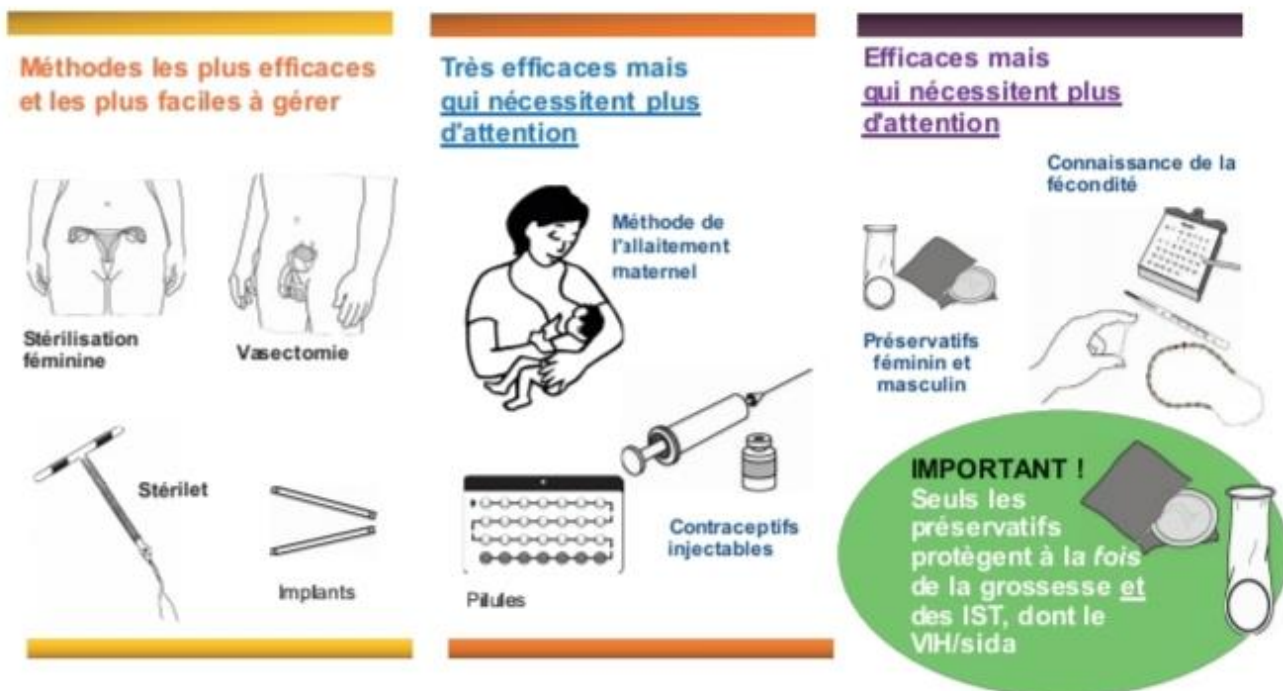 Méthodes les plus efficaces
et les plus faciles à gérer
Stérilisation
féminine
Vasectomie
Stérilet
Implants
Très efficaces mais
qui nécessitent plus
d'attention
Méthode de
l'allaitement
maternel
Contraceptifs
injectables
Pilules
Efficaces mais
qui nécessitent plus
d'attention
Connaissance de la
fécondité
Préservatifs
féminin et
masculin
IMPORTANT !
Seuls les
préservatifs
protègent à la fois
de la grossesse et
des IST, dont le
VIH/sida